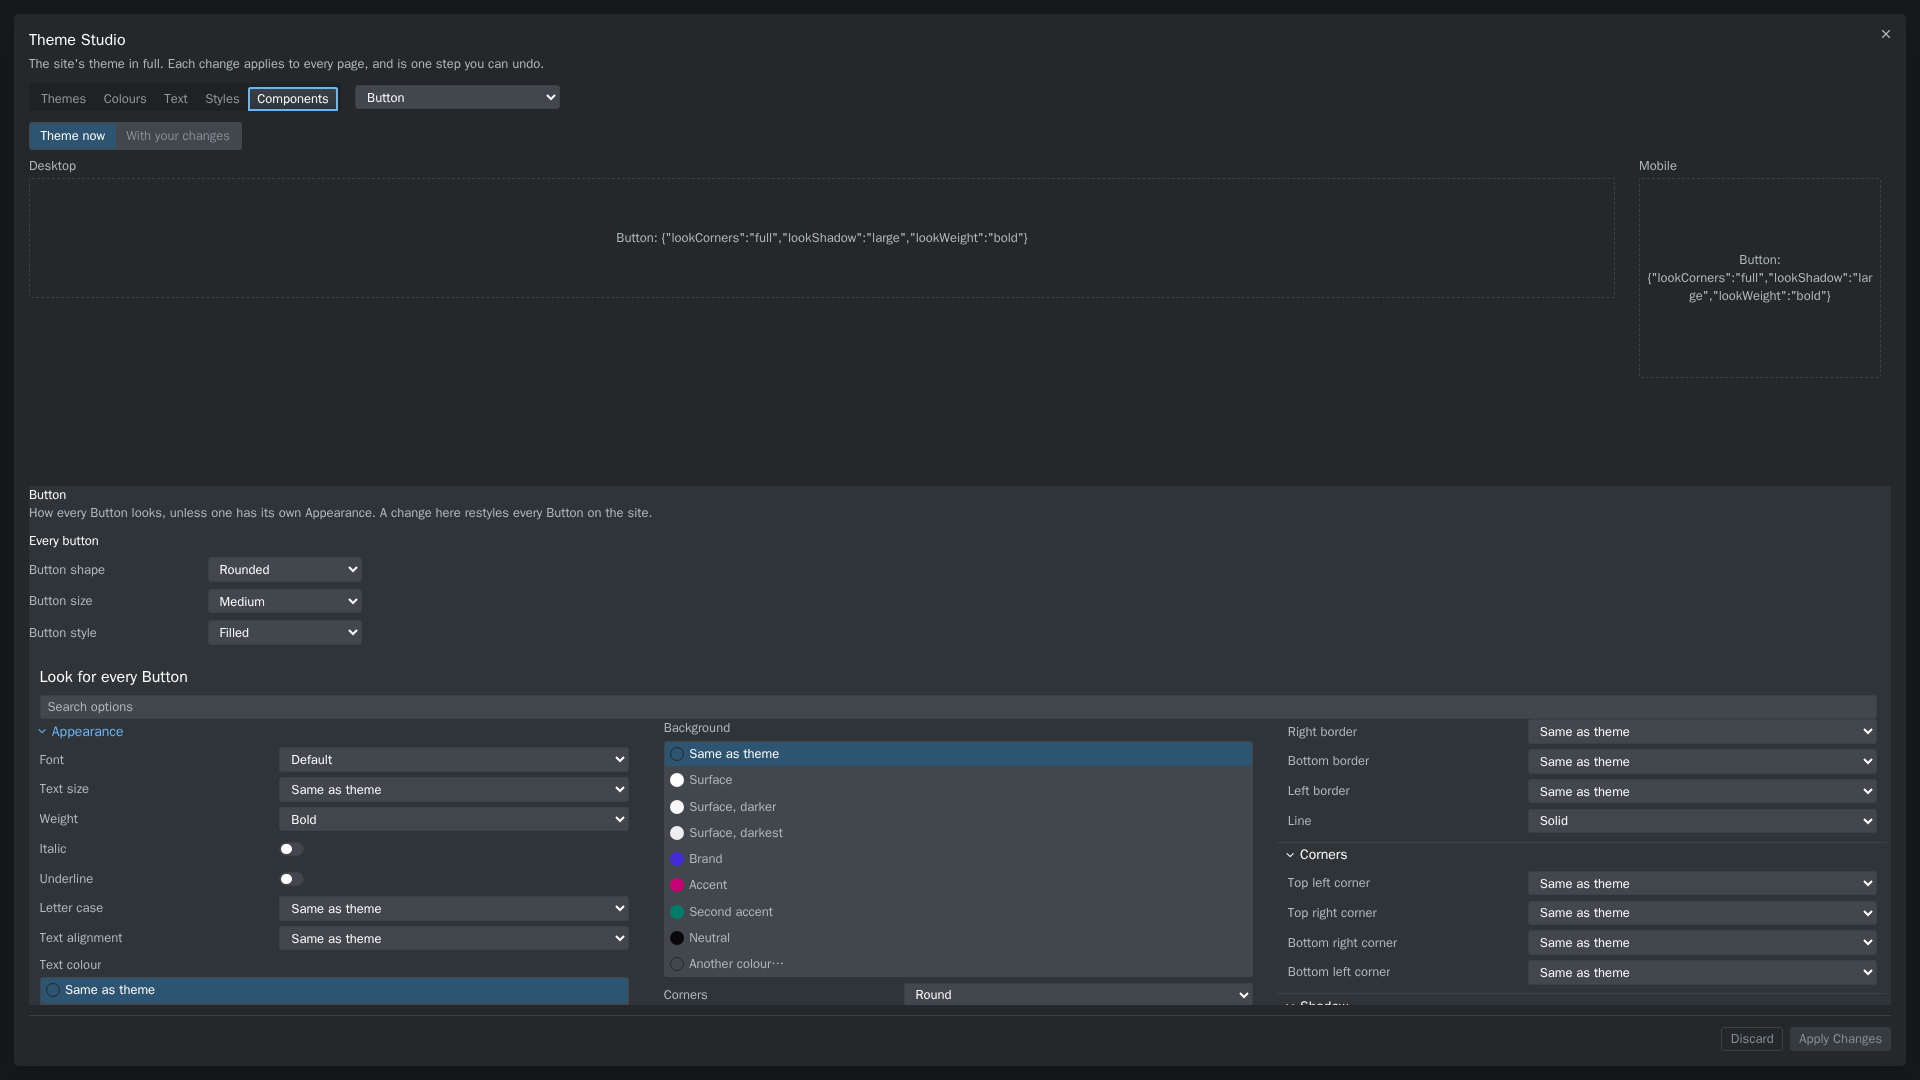 Theme Studio
The site's theme in full. Each change applies to every page, and is one step you can undo.
Themes Colours Text Styles Components Button
Theme now With your changes
Desktop
Button: {"lookCorners":"full","lookShadow":"large","lookWeight":"bold"}
Mobile
Button:
{"lookCorners":"full","lookShadow":"lar
ge","lookWeight":"bold"}
Button
How every Button looks, unless one has its own Appearance. A change here restyles every Button on the site.
Every button
Button shape Rounded
Button size Medium
Button style Filled
Look for every Button
Search options
Appearance
Font Default
Text size Same as theme
Weight Bold
Italic
Underline
Letter case Same as theme
Text alignment Same as theme
Text colour
Same as theme
Background
Same as theme
Surface
Surface, darker
Surface, darkest
Brand
Accent
Second accent
Neutral
Another colour···
Corners Round
Right border Same as theme
Bottom border Same as theme
Left border Same as theme
Line Solid
Corners
Top left corner Same as theme
Top right corner Same as theme
Bottom right corner Same as theme
Bottom left corner Same as theme
Shadow
Discard Apply Changes